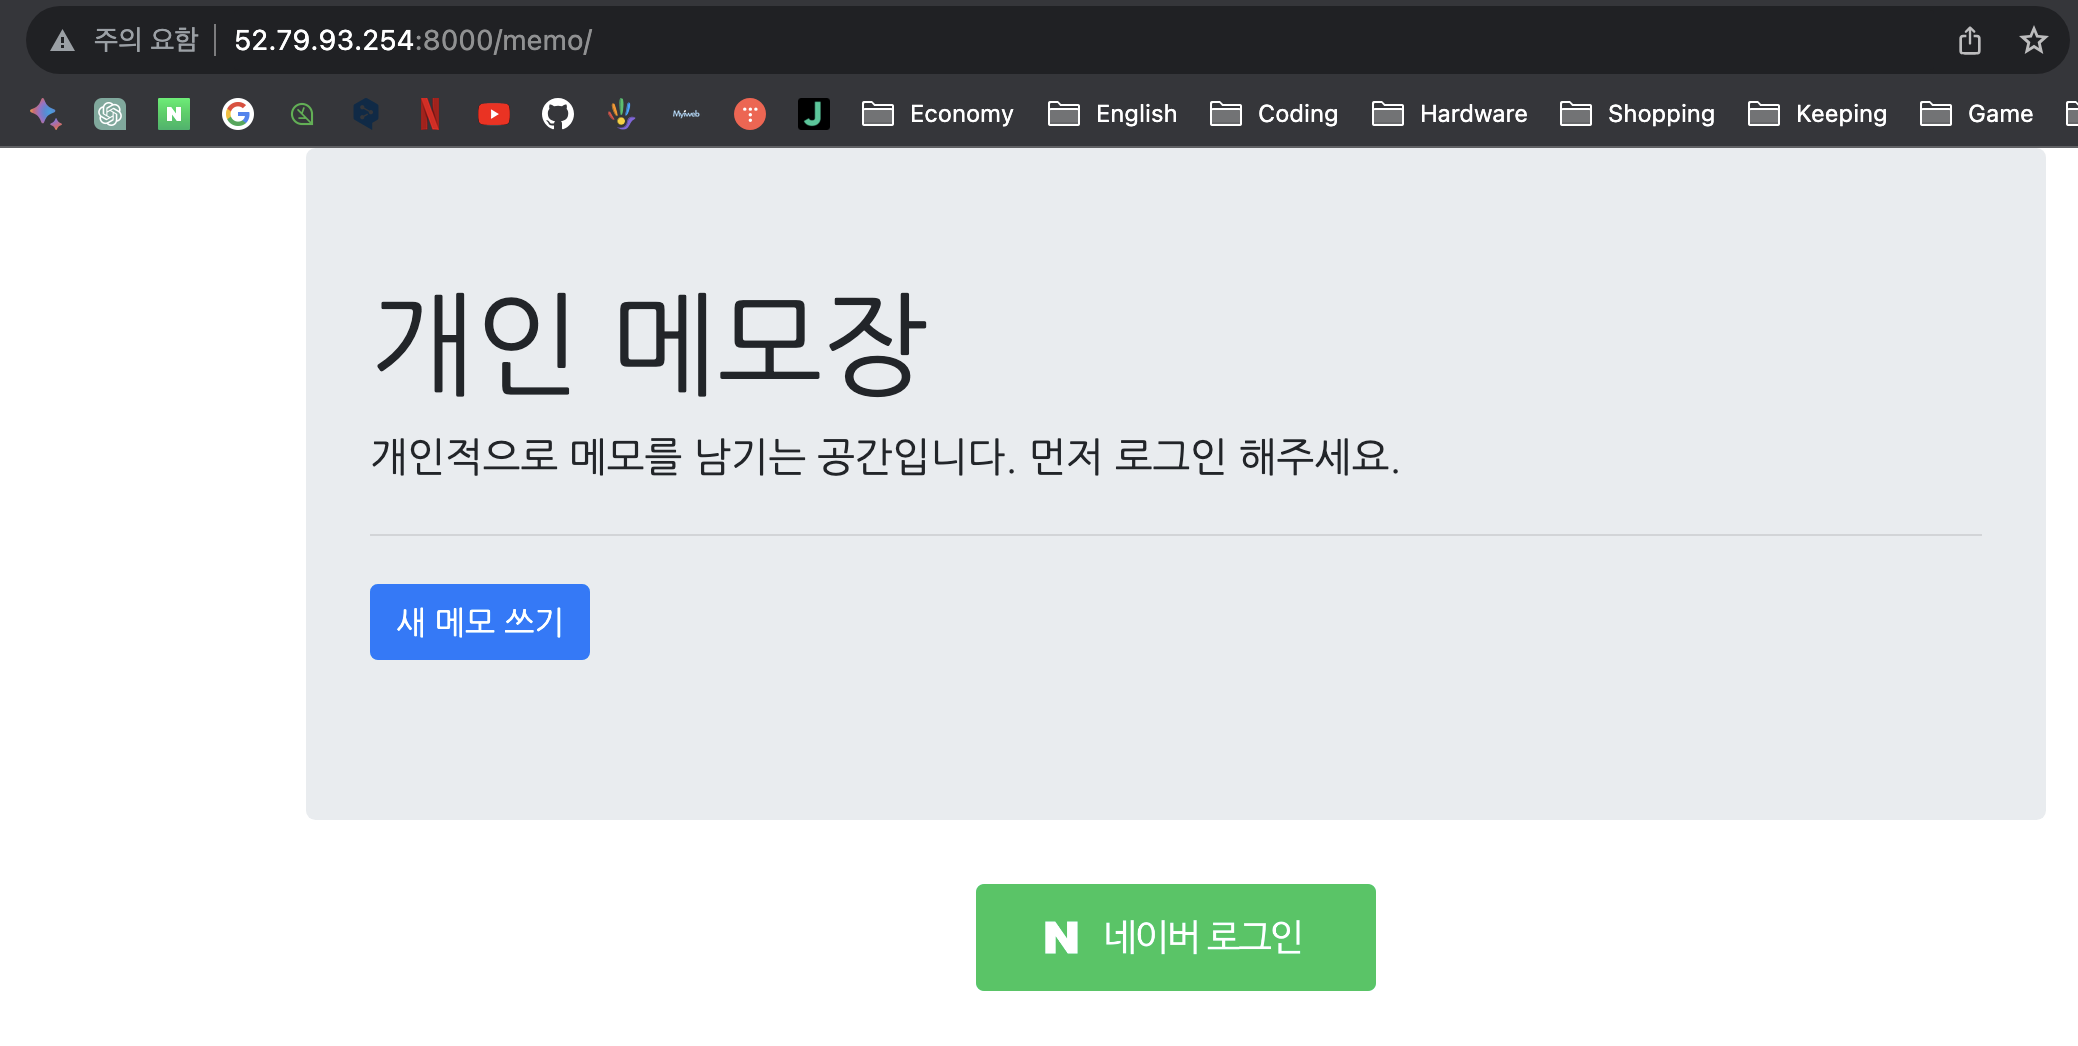 주의 요함 52.79.93.254:8000/memo/
Myiweb Economy English Coding Hardware Shopping Keeping Game
개인 메모장
개인적으로 메모를 남기는 공간입니다. 먼저 로그인 해주세요.
새 메모 쓰기
N 네이버 로그인